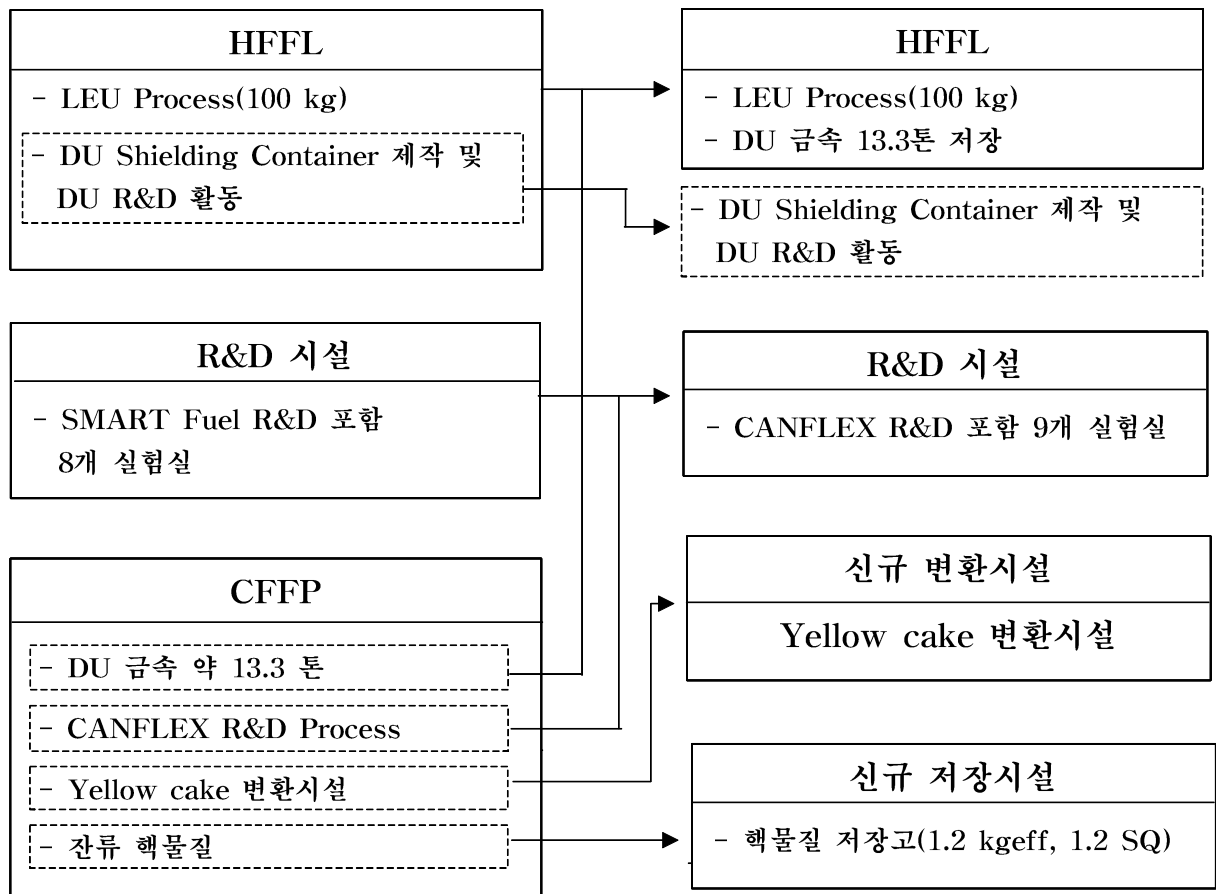 HFFL
- LEU Process(100 kg)
- DU Shielding Container 제작 및
DU R&D 활동
R&D 시설
- SMART Fuel R&D 포함
8개 실험실
CFFP
- DU 금속 약 13.3 톤
- CANFLEX R&D Process
- Yellow cake 변환시설
- 잔류 핵물질
HFFL
- LEU Process(100 kg)
- DU 금속 13.3톤 저장
- DU Shielding Container 제작 및
DU R&D 활동
R&D 시설
- CANFLEX R&D 포함 9개 실험실
신규 변환시설
Yellow cake 변환시설
신규 저장시설
- 핵물질 저장고(1.2 kgeff, 1.2 SQ)